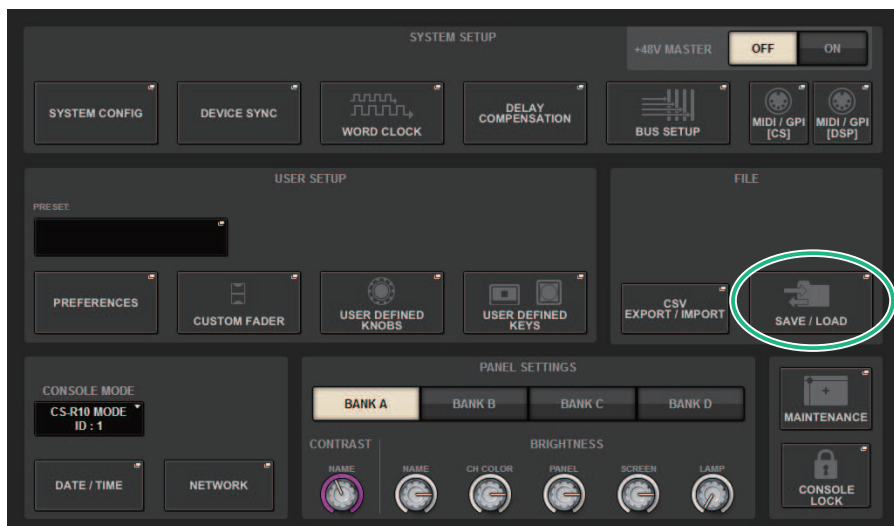 SYSTEM SETUP
+48V MASTER
OFF
ON
SYSTEM CONFIG
DEVICE SYNC
WORD CLOCK
DELAY
COMPENSATION
BUS SETUP
MIDI / GPI
[CS]
MIDI / GPI
[DSP]
USER SETUP
PRESET
PREFERENCES
CUSTOM FADER
USER DEFINED
KNOBS
USER DEFINED
KEYS
FILE
CSV
EXPORT / IMPORT
SAVE / LOAD
CONSOLE MODE
CS-R10 MODE
ID : 1
DATE / TIME
NETWORK
PANEL SETTINGS
BANK A
BANK B
BANK C
BANK D
CONTRAST
BRIGHTNESS
NAME
NAME
CH COLOR
PANEL
SCREEN
LAMP
MAINTENANCE
CONSOLE
LOCK